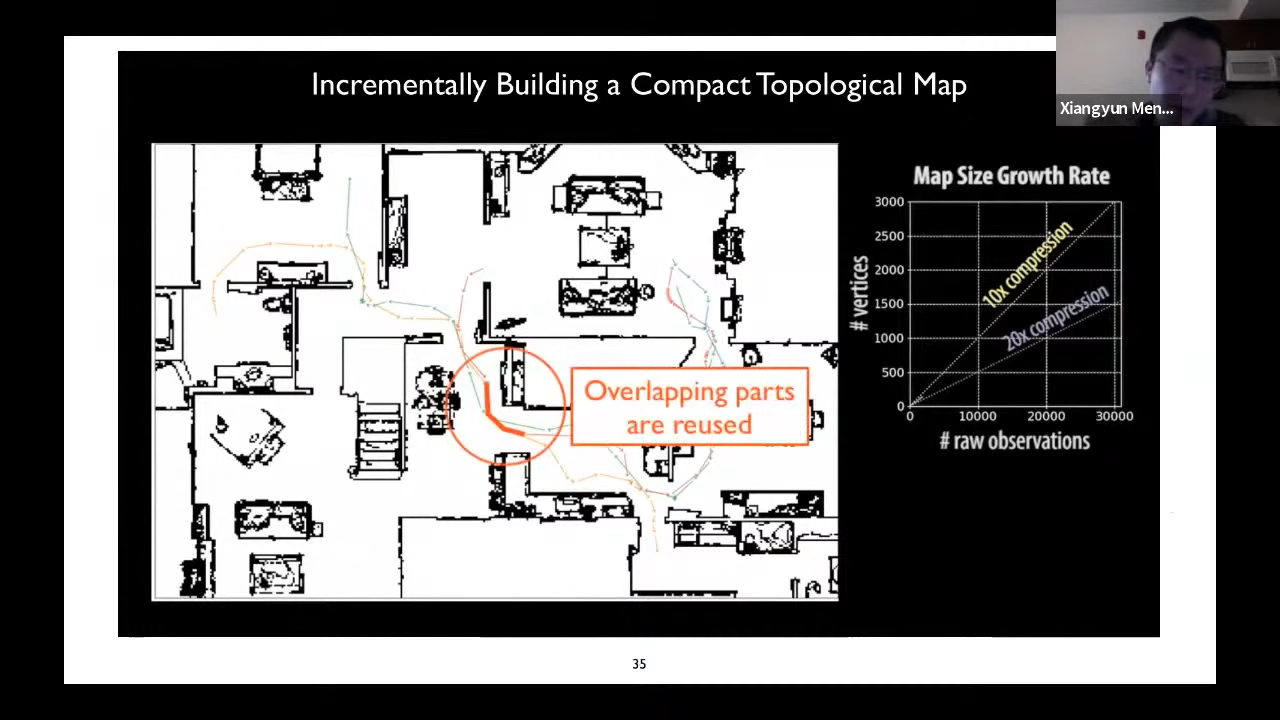 Incrementally Building a Compact Topological Map
Xiangyun Men...
Overlapping parts
are reused
Map Size Growth Rate
# vertices
3000
2500
2000
1500
1000
500
0
10x compression
20x compression
0 10000 20000 30000
# raw observations
35